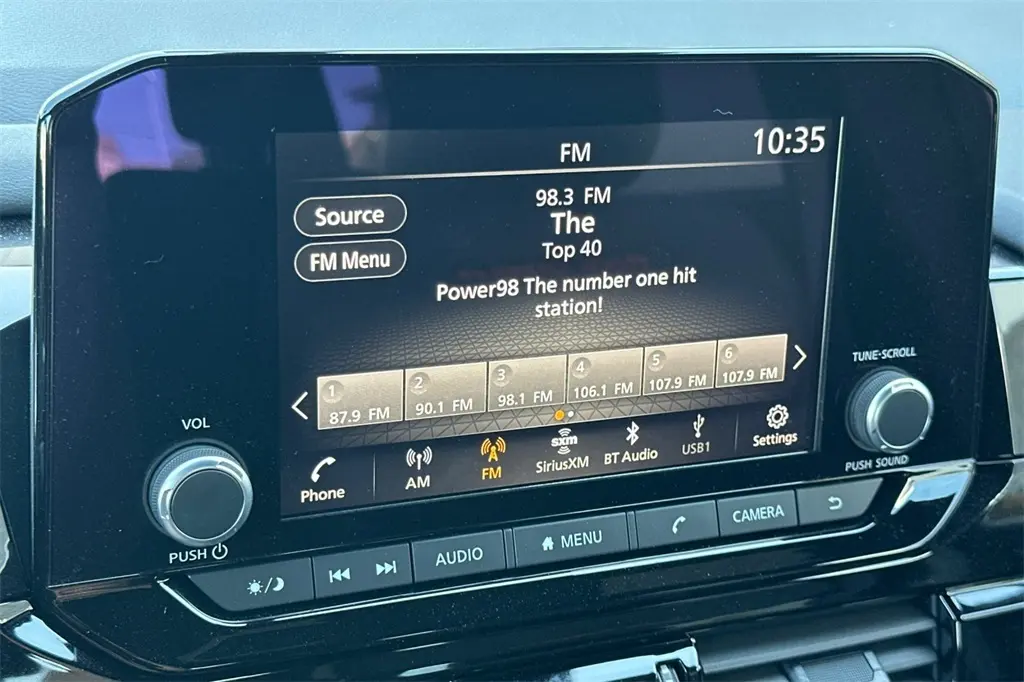 FM
10:35
Source
FM Menu
98.3 FM
The
Top 40
Power98 The number one hit
station!
1
87.9 FM
2
90.1 FM
3
98.1 FM
4
106.1 FM
5
107.9 FM
6
107.9 FM
Phone
AM
FM
sxm
SiriusXM
BT Audio
USB1
Settings
VOL
PUSH
TUNE·SCROLL
PUSH SOUND
AUDIO
MENU
CAMERA